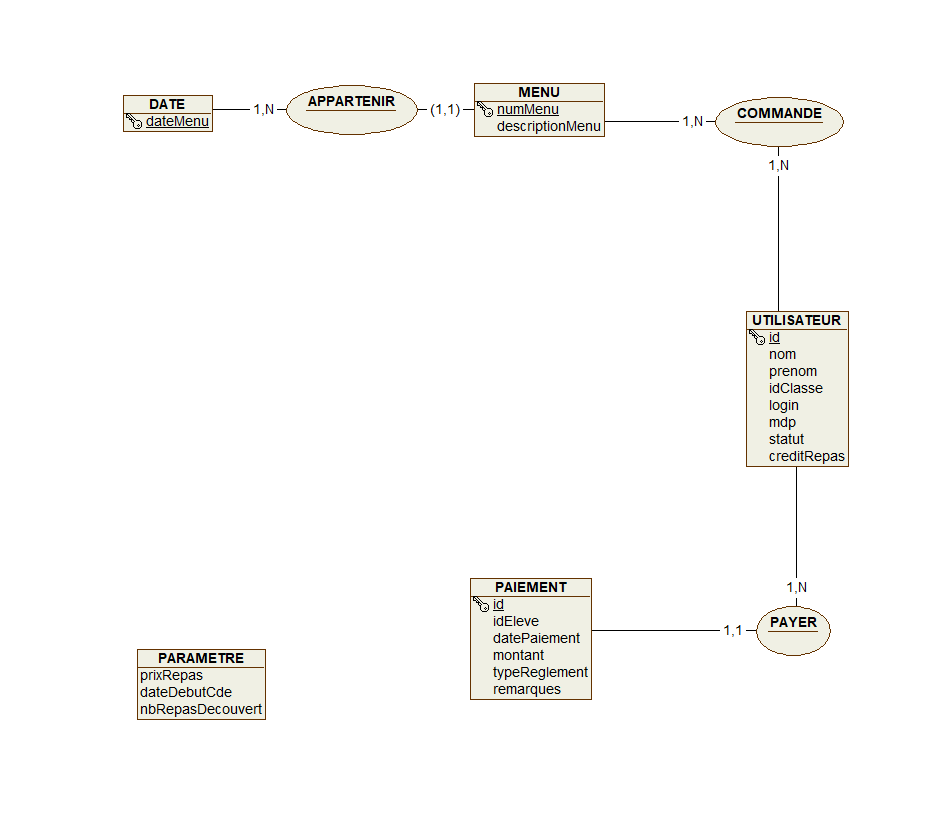 DATE
dateMenu
1,N
APPARTENIR
(1,1)
MENU
numMenu
descriptionMenu
1,N
COMMANDE
1,N
UTILISATEUR
id
nom
prenom
idClasse
login
mdp
statut
creditRepas
1,N
PAYER
1,1
PAIEMENT
id
idEleve
datePaiement
montant
typeReglement
remarques
PARAMETRE
prixRepas
dateDebutCde
nbRepasDecouvert